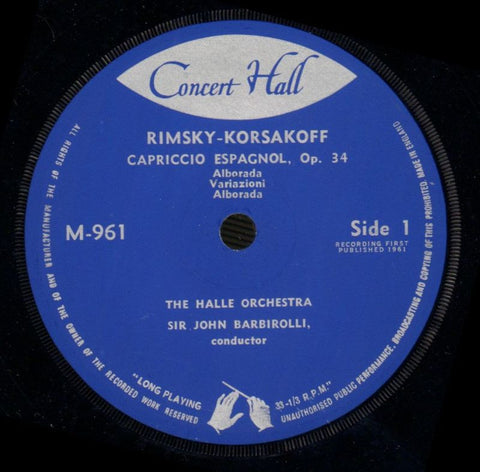 Concert Hall
RIMSKY-KORSAKOFF
CAPRICCIO ESPAGNOL, Op. 34
Alborada
Variazioni
Alborada
M-961
Side 1
RECORDING FIRST
PUBLISHED 1961
THE HALLE ORCHESTRA
SIR JOHN BARBIROLLI,
conductor
"LONG PLAYING
33-1/3 R.P.M."
ALL RIGHTS OF THE MANUFACTURER AND OF THE OWNER OF THE RECORDED WORK RESERVED
UNAUTHORISED PUBLIC PERFORMANCE, BROADCASTING AND COPYING OF THIS PROHIBITED MADE IN ENGLAND